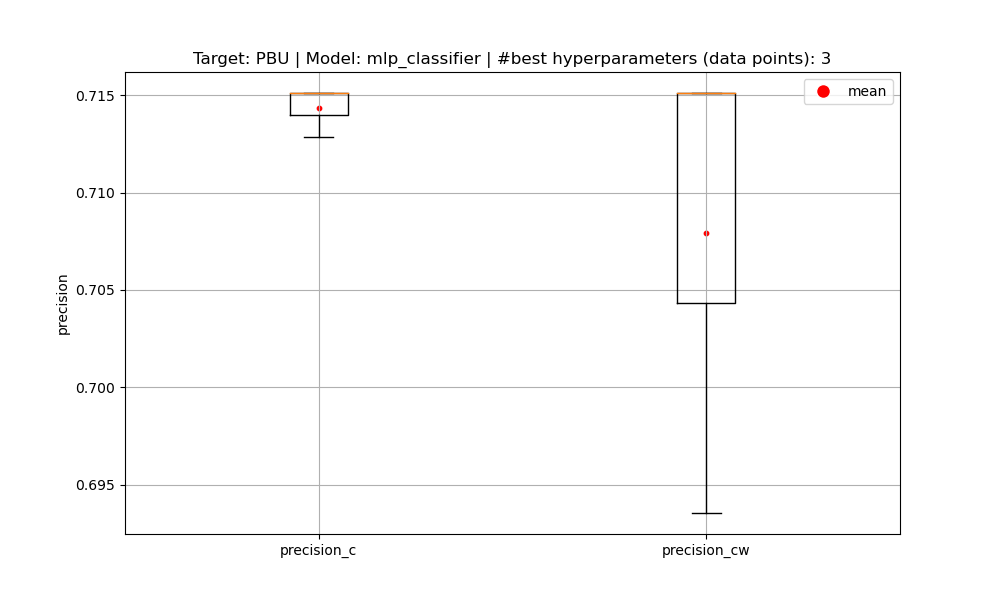 Target: PBU | Model: mlp_classifier | #best hyperparameters (data points): 3
mean
0.715
0.710
0.705
0.700
0.695
precision
precision_c
precision_cw